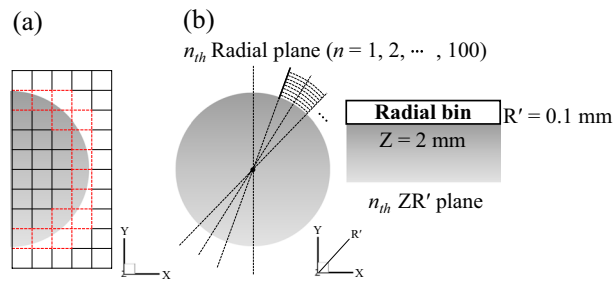 (a)
(b)
n_th Radial plane (n = 1, 2, ⋯ , 100)
⋯
Radial bin
R′ = 0.1 mm
Z = 2 mm
n_th ZR′ plane
Y
Z
X
Y
R′
Z
X